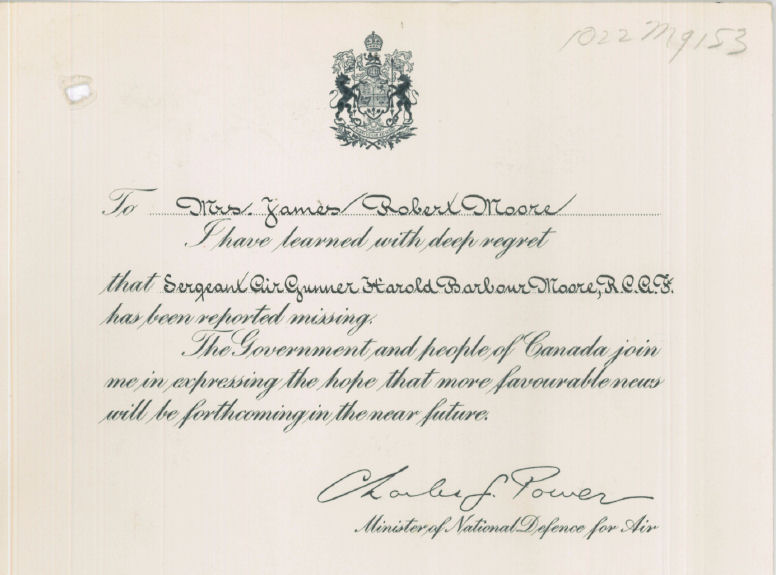 1022 M9153
To Mrs. James Robert Moore
I have learned with deep regret
that Sergeant Air Gunner Harold Barbour Moore, R.C.A.F.
has been reported missing.
The Government and people of Canada join
me in expressing the hope that more favourable news
will be forthcoming in the near future.
Charles G. Power
Minister of National Defence for Air